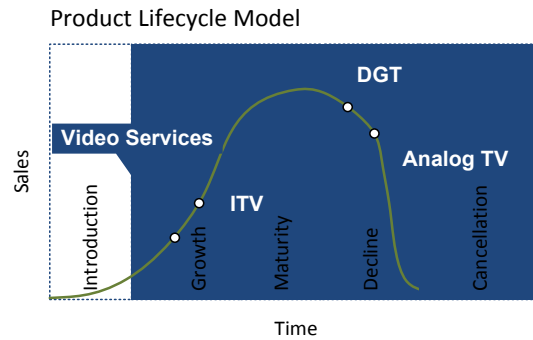 Product Lifecycle Model
DGT
Video Services
Analog TV
ITV
Sales
Introduction
Growth
Maturity
Decline
Cancellation
Time